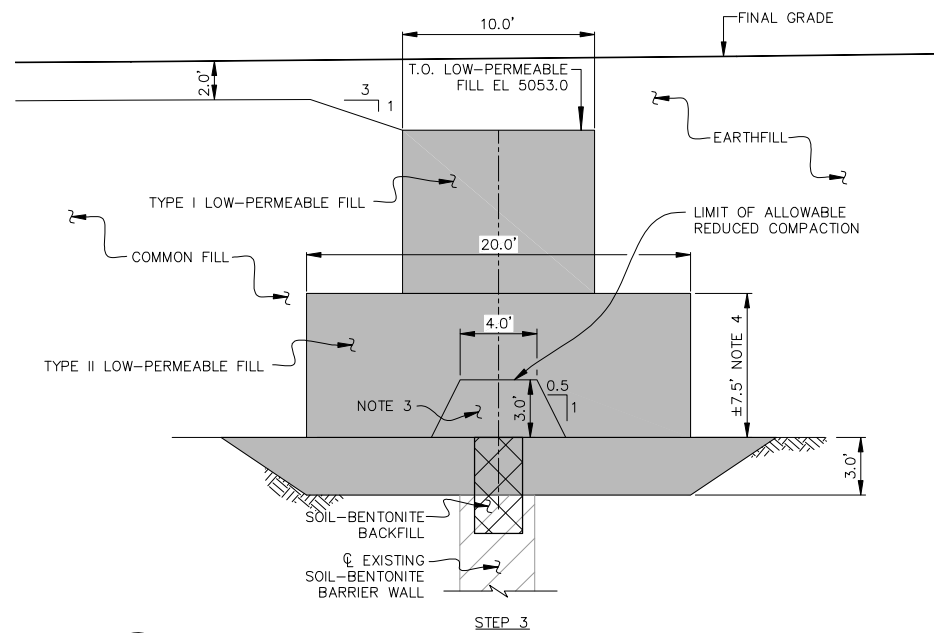 10.0'
FINAL GRADE
2.0'
3
1
T.O. LOW-PERMEABLE
FILL EL 5053.0
EARTHFILL
TYPE I LOW-PERMEABLE FILL
LIMIT OF ALLOWABLE
REDUCED COMPACTION
20.0'
COMMON FILL
4.0'
TYPE II LOW-PERMEABLE FILL
±7.5' NOTE 4
0.5
1
3.0'
NOTE 3
3.0'
SOIL-BENTONITE
BACKFILL
℄ EXISTING
SOIL-BENTONITE
BARRIER WALL
STEP 3